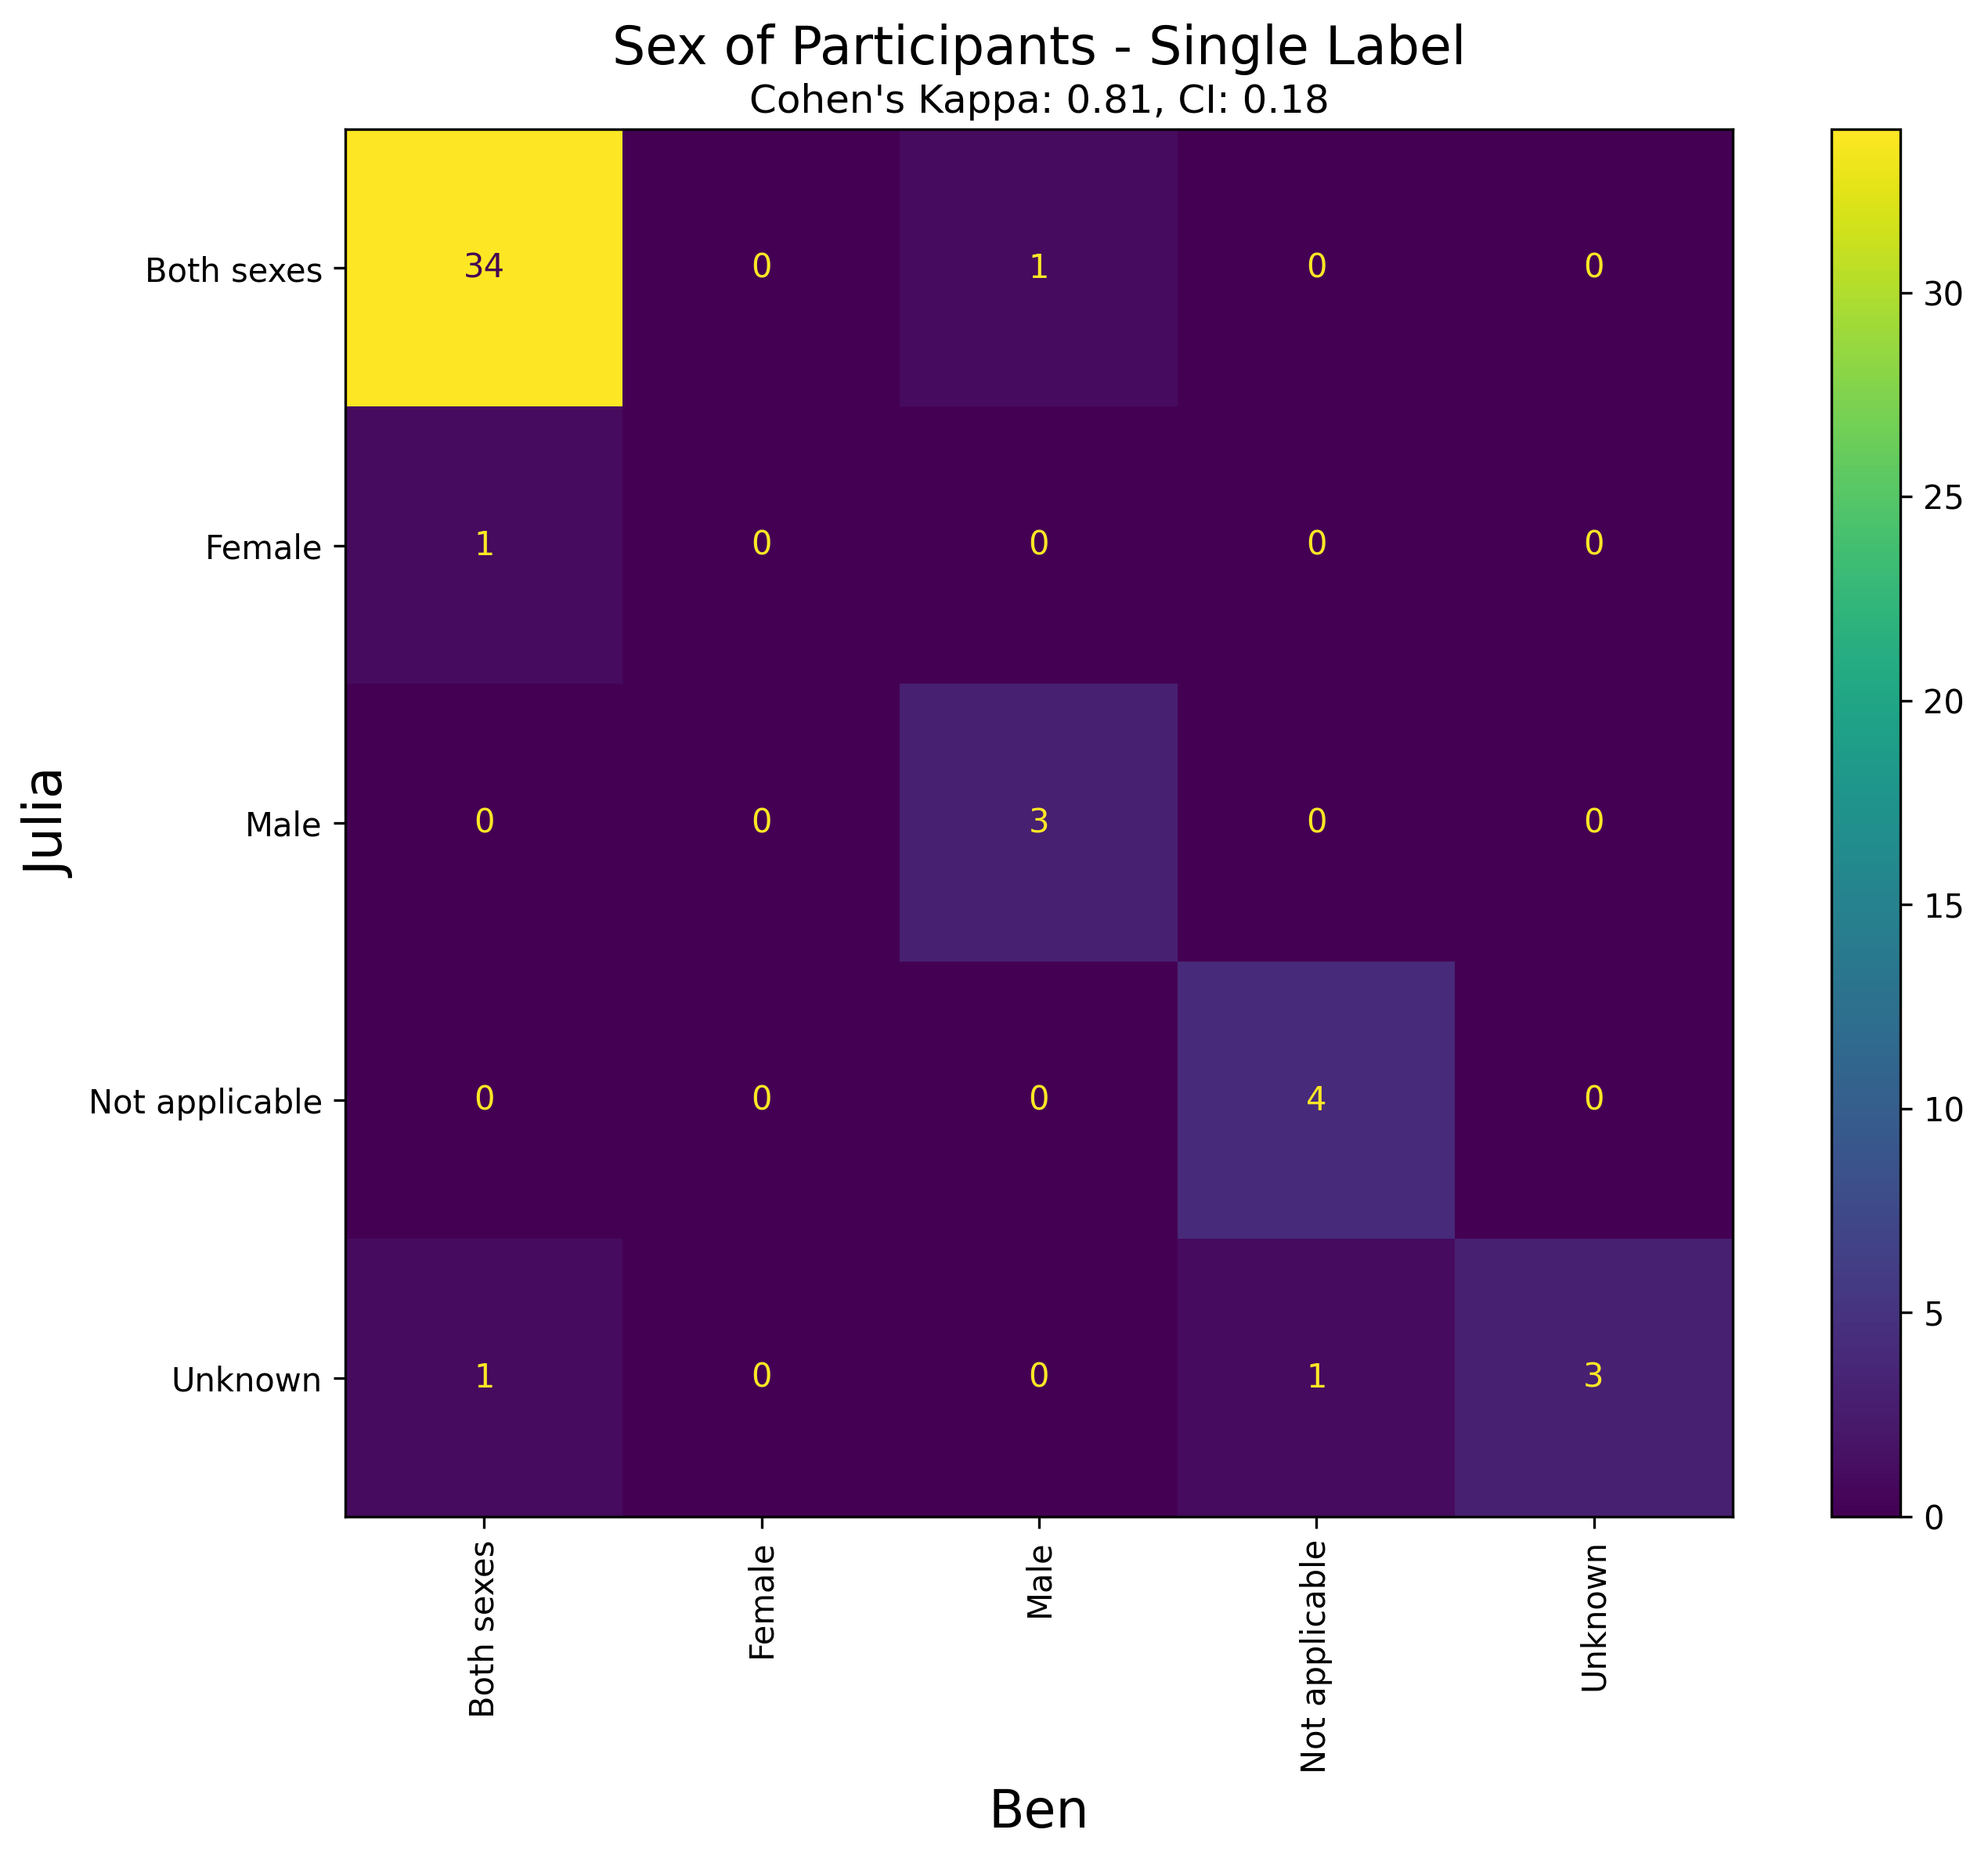 Sex of Participants - Single Label
Cohen's Kappa: 0.81, CI: 0.18
Both sexes 34 0 1 0 0
Female 1 0 0 0 0
Male 0 0 3 0 0
Not applicable 0 0 0 4 0
Unknown 1 0 0 1 3
Julia
Both sexes
Female
Male
Not applicable
Unknown
Ben
30
25
20
15
10
5
0